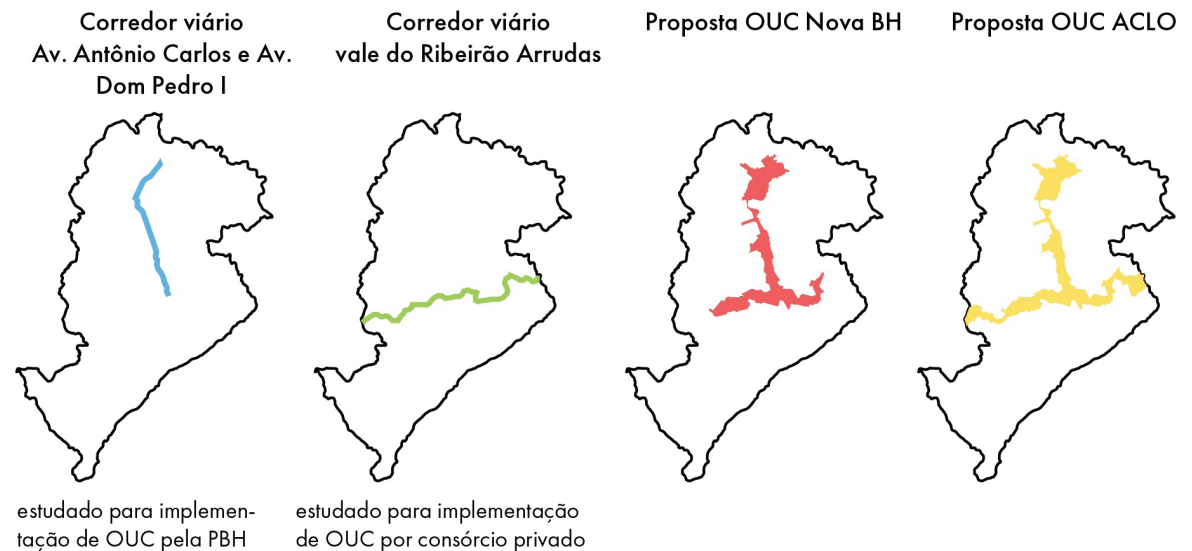 Corredor viário
Av. Antônio Carlos e Av.
Dom Pedro I
Corredor viário
vale do Ribeirão Arrudas
Proposta OUC Nova BH
Proposta OUC ACLO
estudado para implemen-
tação de OUC pela PBH
estudado para implementação
de OUC por consórcio privado